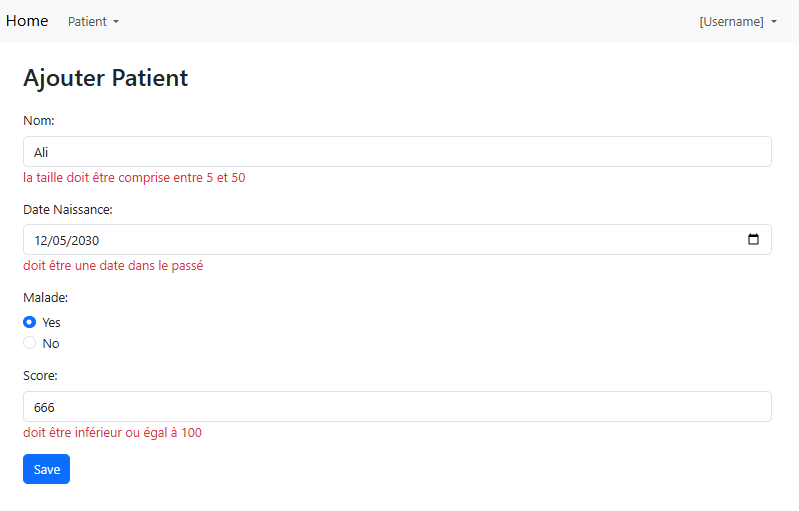 Home Patient [Username]
Ajouter Patient
Nom:
Ali
la taille doit être comprise entre 5 et 50
Date Naissance:
12/05/2030
doit être une date dans le passé
Malade:
Yes
No
Score:
666
doit être inférieur ou égal à 100
Save